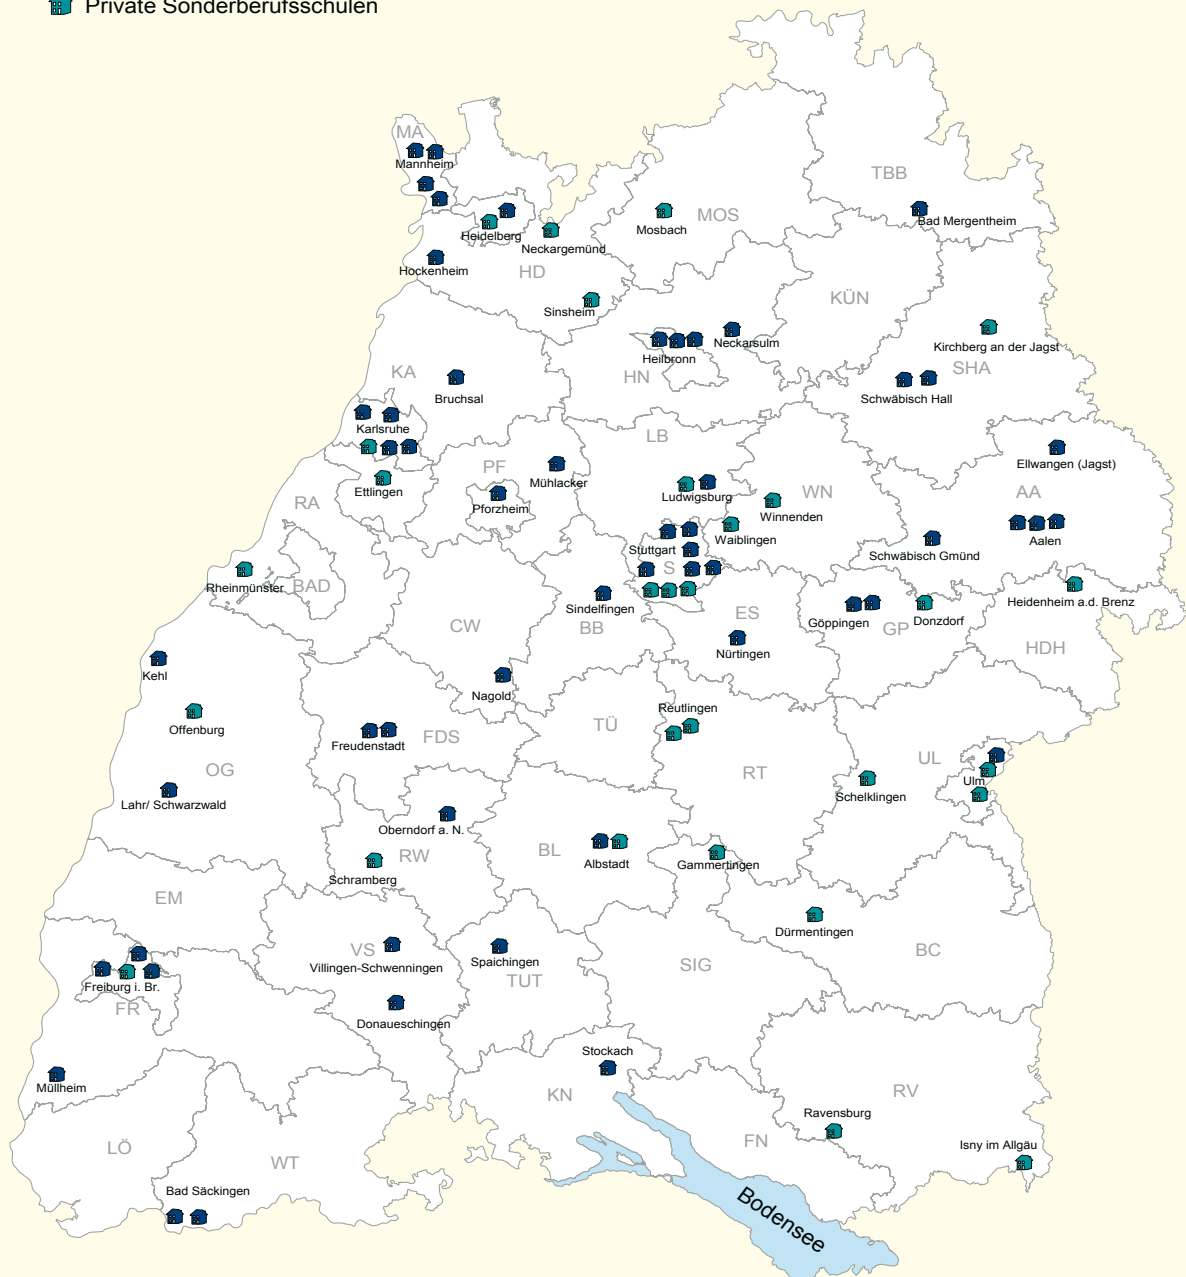 Private Sonderberufsschulen
MA
Mannheim
TBB
MOS
Mosbach
Bad Mergentheim
Heidelberg
Neckargemünd
Hockenheim
HD
Sinsheim
KÜN
Kirchberg an der Jagst
Neckarsulm
Heilbronn
SHA
KA
HN
Bruchsal
Schwäbisch Hall
Karlsruhe
LB
PF
Ellwangen (Jagst)
Mühlacker
Ettlingen
Ludwigsburg
WN
AA
RA
Pforzheim
Winnenden
Waiblingen
Aalen
Stuttgart
Schwäbisch Gmünd
S
Rheinmünster
BAD
Sindelfingen
Heidenheim a.d. Brenz
ES
Göppingen
Donzdorf
CW
BB
GP
Nürtingen
HDH
Kehl
Nagold
Reutlingen
Offenburg
TÜ
FDS
Freudenstadt
UL
OG
RT
Ulm
Schelklingen
Lahr/ Schwarzwald
Oberndorf a. N.
BL
RW
Albstadt
Gammertingen
Schramberg
EM
Dürmentingen
VS
BC
Villingen-Schwenningen
Spaichingen
SIG
TUT
Freiburg i. Br.
FR
Donaueschingen
Stockach
Müllheim
KN
RV
Ravensburg
FN
LÖ
Isny im Allgäu
WT
Bad Säckingen
Bodensee